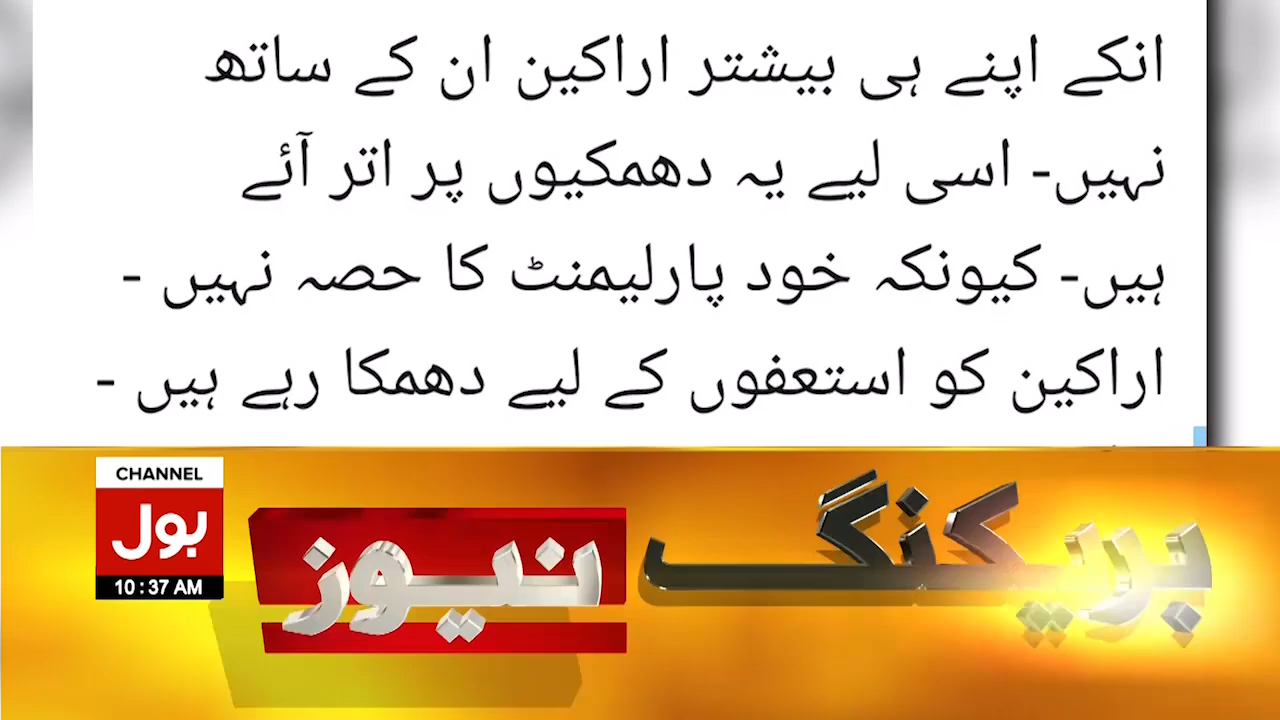 انکے اپنے ہی بیشتر اراکین ان کے ساتھ
نہیں- اسی لیے یہ دھمکیوں پر اتر آئے
ہیں- کیونکہ خود پارلیمنٹ کا حصہ نہیں -
اراکین کو استعفوں کے لیے دھمکا رہے ہیں -
CHANNEL
بول
10:37 AM
بریکنگ
نیوز